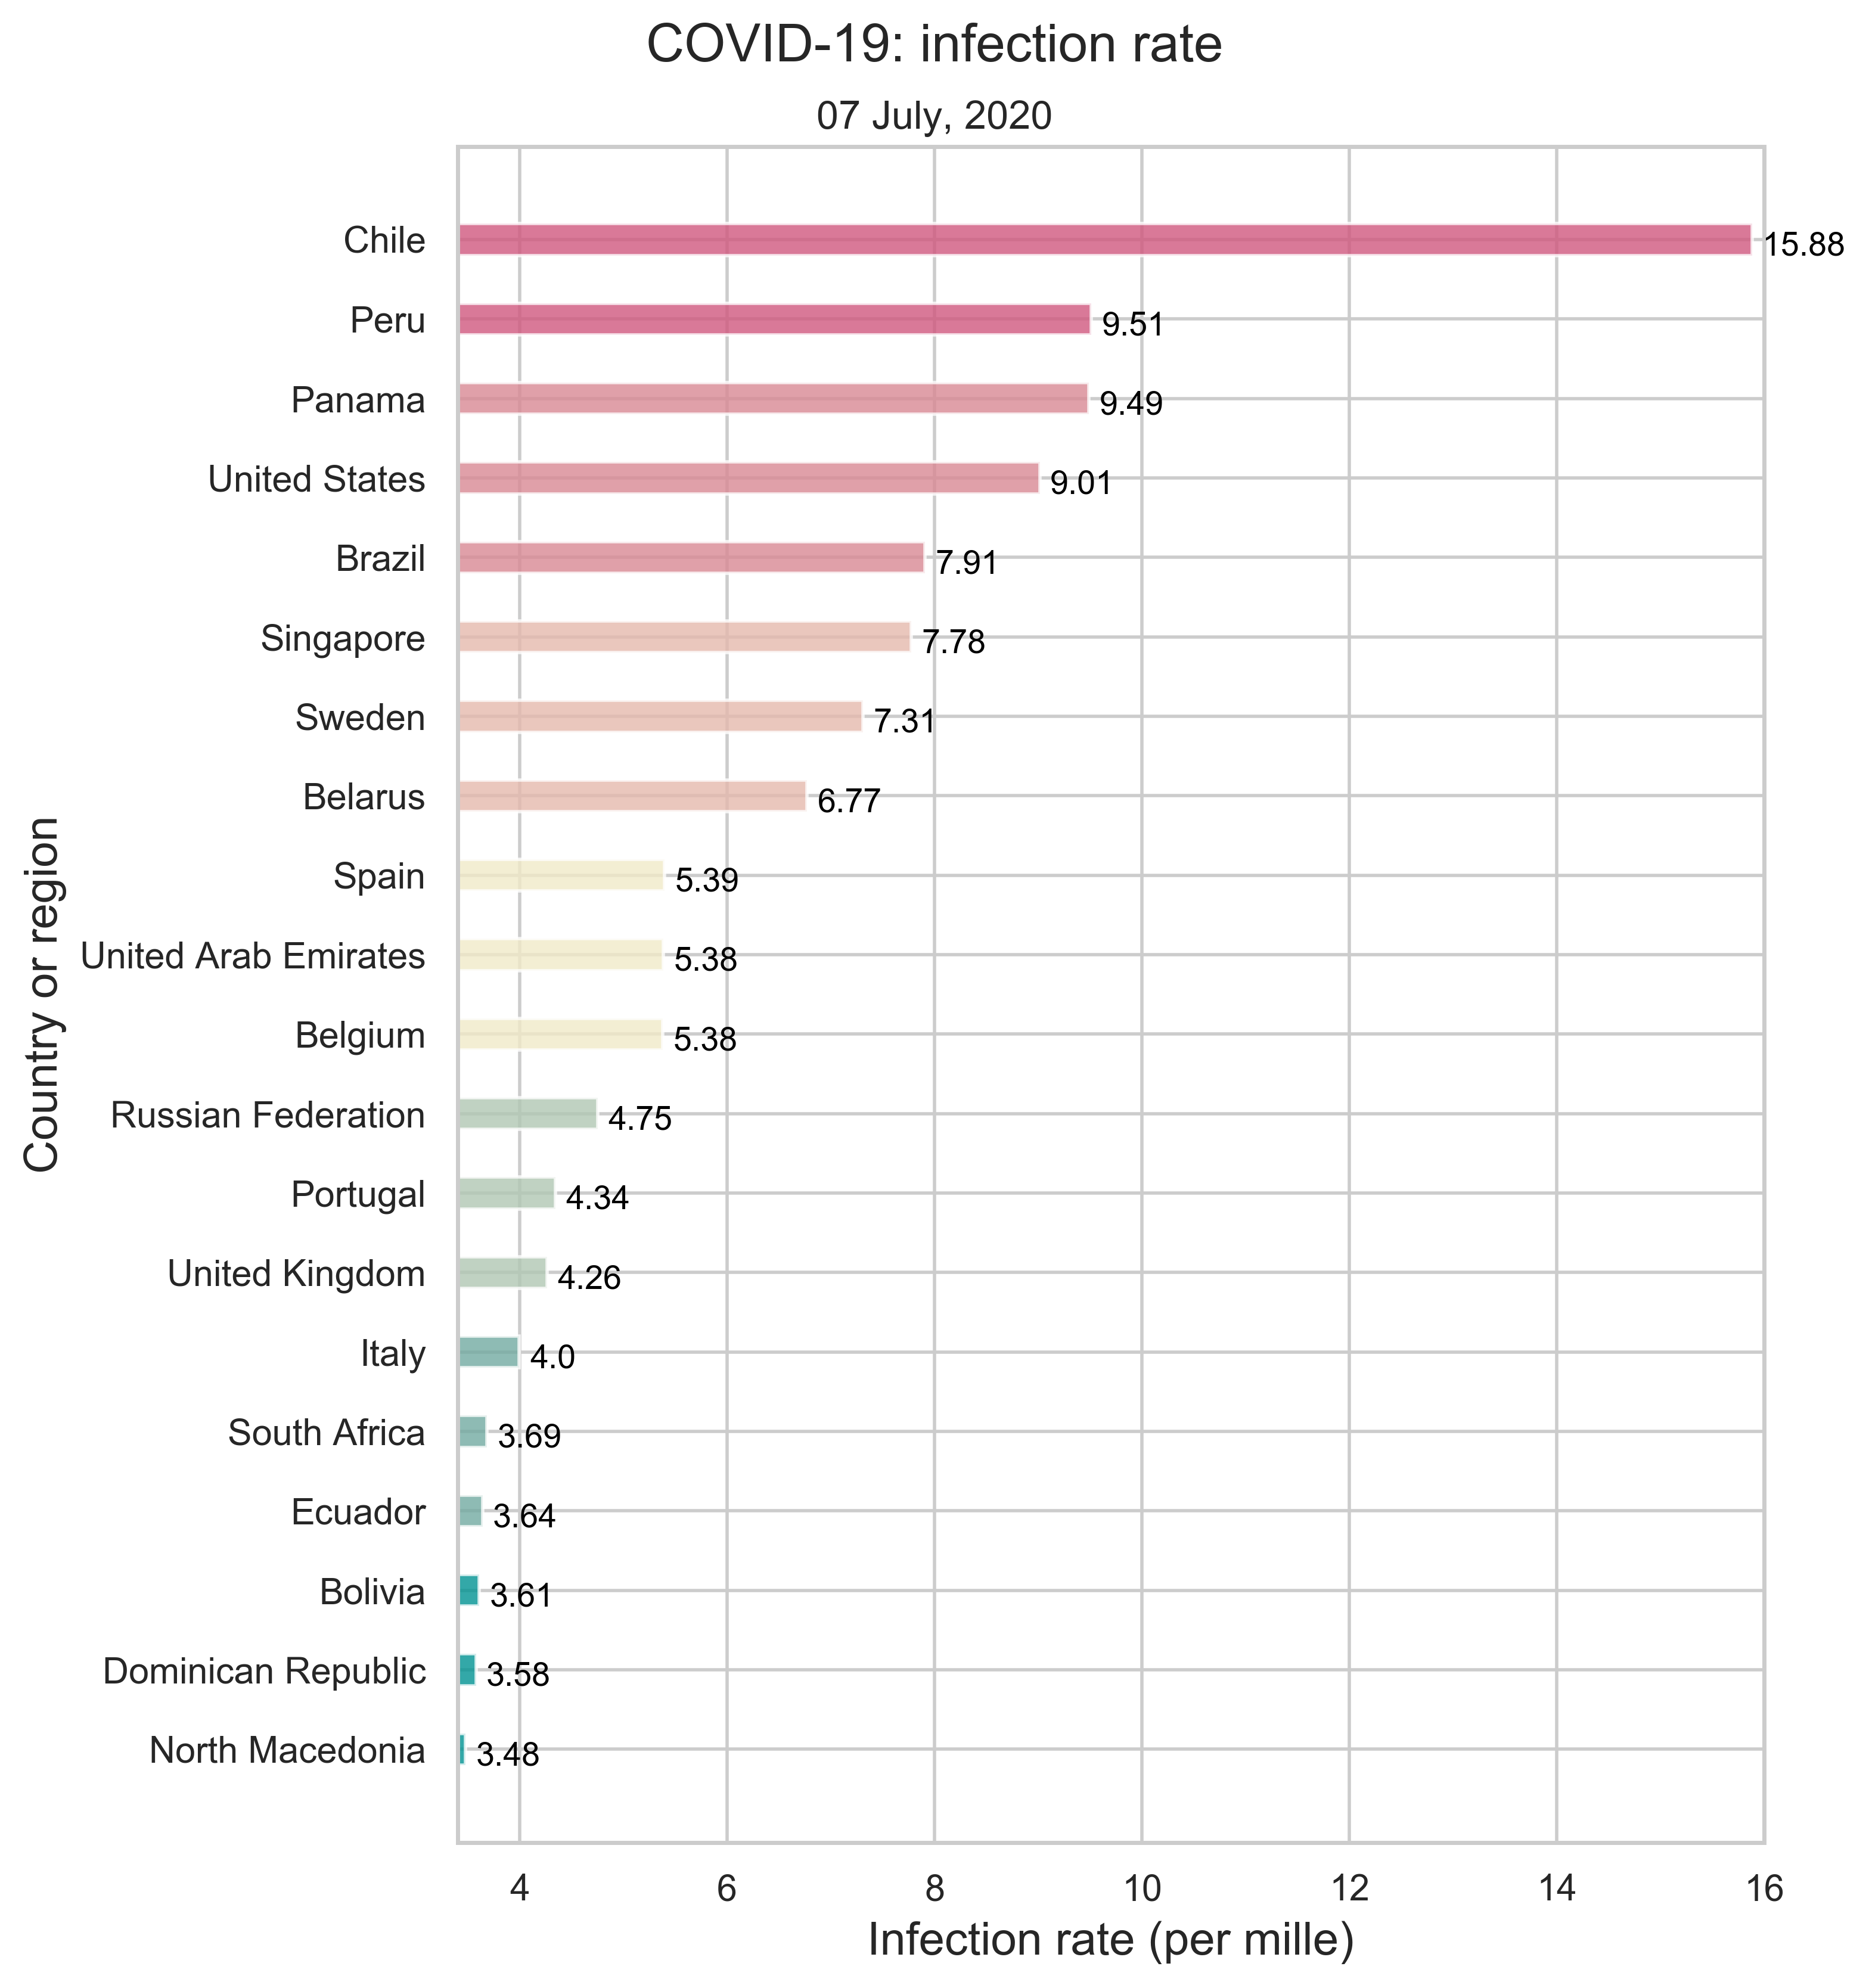 COVID-19: infection rate
07 July, 2020
Chile 15.88
Peru 9.51
Panama 9.49
United States 9.01
Brazil 7.91
Singapore 7.78
Sweden 7.31
Belarus 6.77
Spain 5.39
United Arab Emirates 5.38
Belgium 5.38
Russian Federation 4.75
Portugal 4.34
United Kingdom 4.26
Italy 4.0
South Africa 3.69
Ecuador 3.64
Bolivia 3.61
Dominican Republic 3.58
North Macedonia 3.48
Country or region
4 6 8 10 12 14 16
Infection rate (per mille)